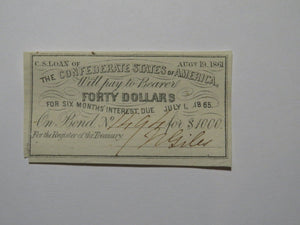 C.S. LOAN OF AUGT 19. 1861
THE CONFEDERATE STATES OF AMERICA,
Will pay to Bearer
FORTY DOLLARS
FOR SIX MONTHS' INTEREST, DUE JULY 1, 1865.
On Bond No for $1000.
For the Register of the Treasury.